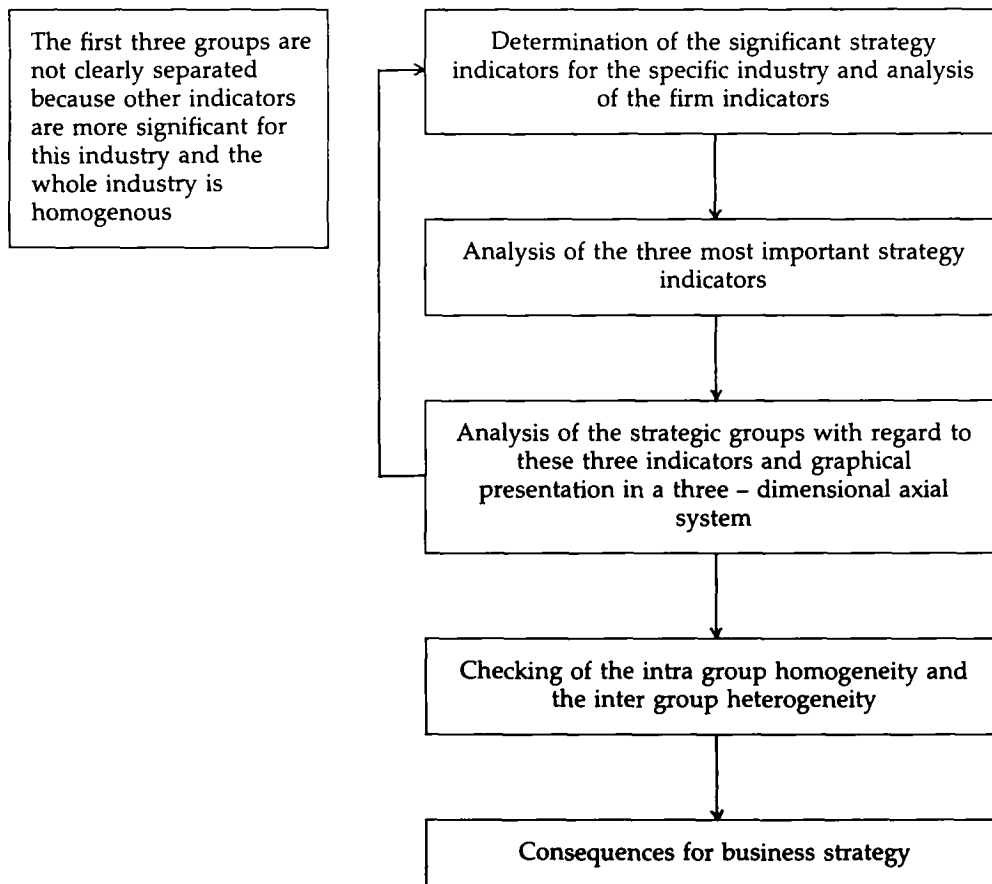 The first three groups are
not clearly separated
because other indicators
are more significant for
this industry and the
whole industry is
homogenous
Determination of the significant strategy
indicators for the specific industry and analysis
of the firm indicators
Analysis of the three most important strategy
indicators
Analysis of the strategic groups with regard to
these three indicators and graphical
presentation in a three – dimensional axial
system
Checking of the intra group homogeneity and
the inter group heterogeneity
Consequences for business strategy